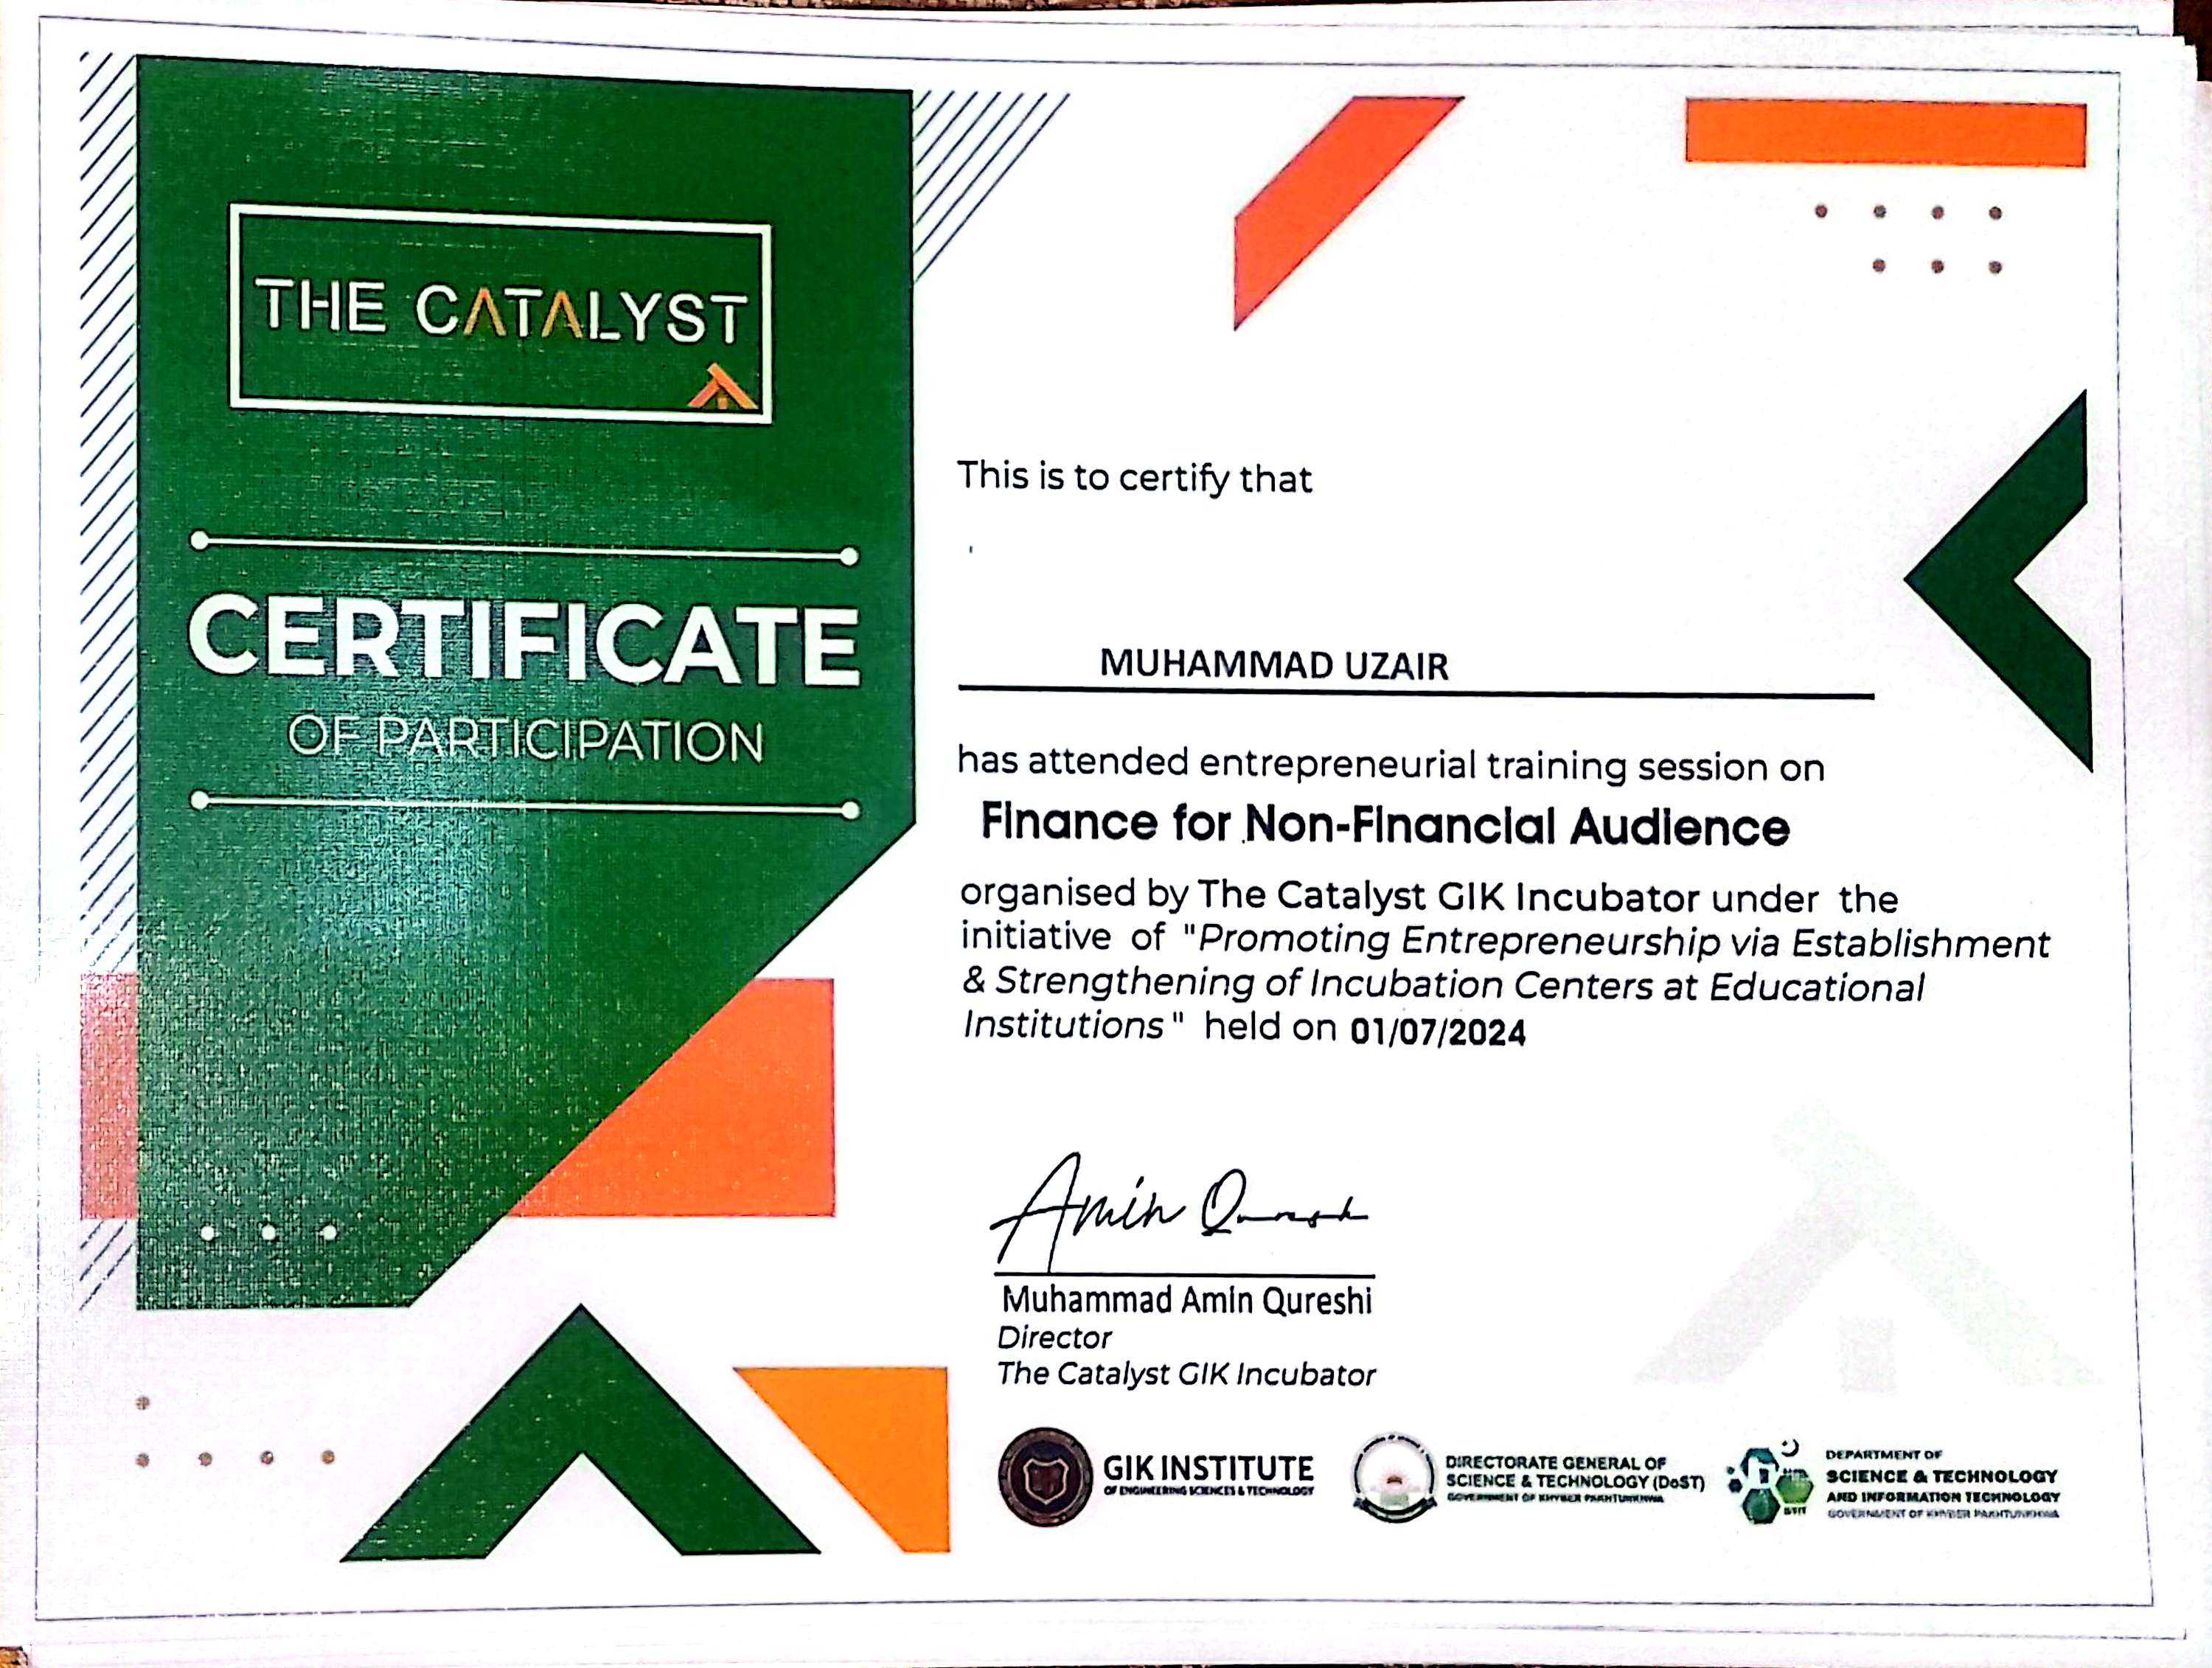 THE CATALYST
CERTIFICATE
OF PARTICIPATION
This is to certify that
MUHAMMAD UZAIR
has attended entrepreneurial training session on
Finance for Non-Financial Audience
organised by The Catalyst GIK Incubator under the
initiative of "Promoting Entrepreneurship via Establishment
& Strengthening of Incubation Centers at Educational
Institutions" held on 01/07/2024
Amin Qureshi
Muhammad Amin Qureshi
Director
The Catalyst GIK Incubator
GIK INSTITUTE
OF ENGINEERING SCIENCES & TECHNOLOGY
DIRECTORATE GENERAL OF
SCIENCE & TECHNOLOGY (DoST)
GOVERNMENT OF KHYBER PAKHTUNKHWA
DEPARTMENT OF
SCIENCE & TECHNOLOGY
AND INFORMATION TECHNOLOGY
GOVERNMENT OF KHYBER PAKHTUNKHWA